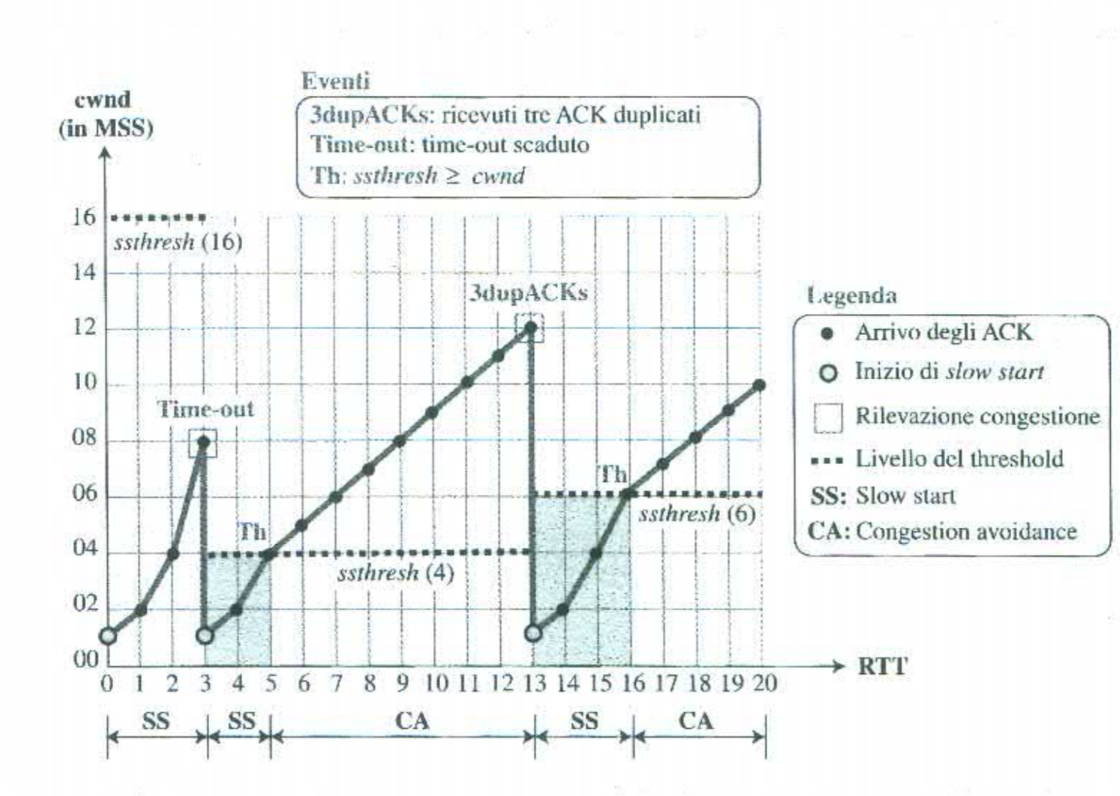 Eventi
3dupACKs: ricevuti tre ACK duplicati
Time-out: time-out scaduto
Th: ssthresh ≥ cwnd
cwnd
(in MSS)
16
ssthresh (16)
14
3dupACKs
12
10
Time-out
08
Th
06
ssthresh (6)
Th
04
ssthresh (4)
02
00
0 1 2 3 4 5 6 7 8 9 10 11 12 13 14 15 16 17 18 19 20
RTT
SS SS CA SS CA
Legenda
Arrivo degli ACK
Inizio di slow start
Rilevazione congestione
Livello del threshold
SS: Slow start
CA: Congestion avoidance